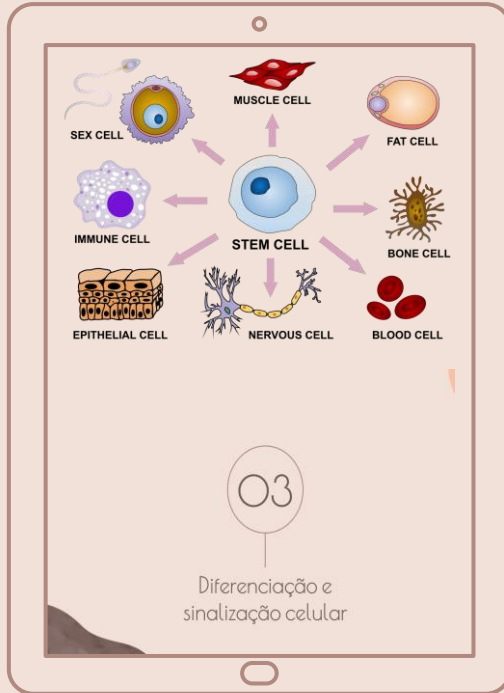 MUSCLE CELL
SEX CELL
FAT CELL
IMMUNE CELL
STEM CELL
BONE CELL
EPITHELIAL CELL
NERVOUS CELL
BLOOD CELL
03
Diferenciação e
sinalização celular